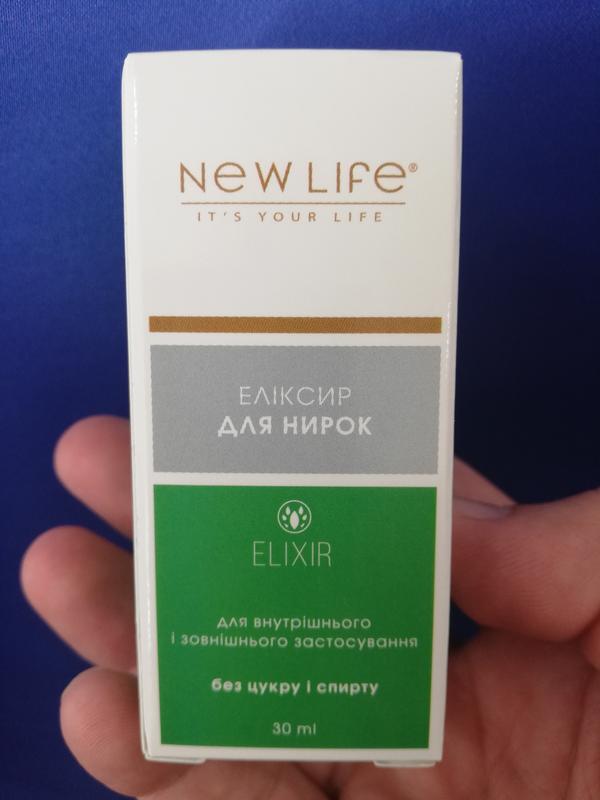 New Life®
IT'S YOUR LIFE
ЕЛІКСИР
ДЛЯ НИРОК
ELIXIR
для внутрішнього
і зовнішнього застосування
без цукру і спирту
30 ml